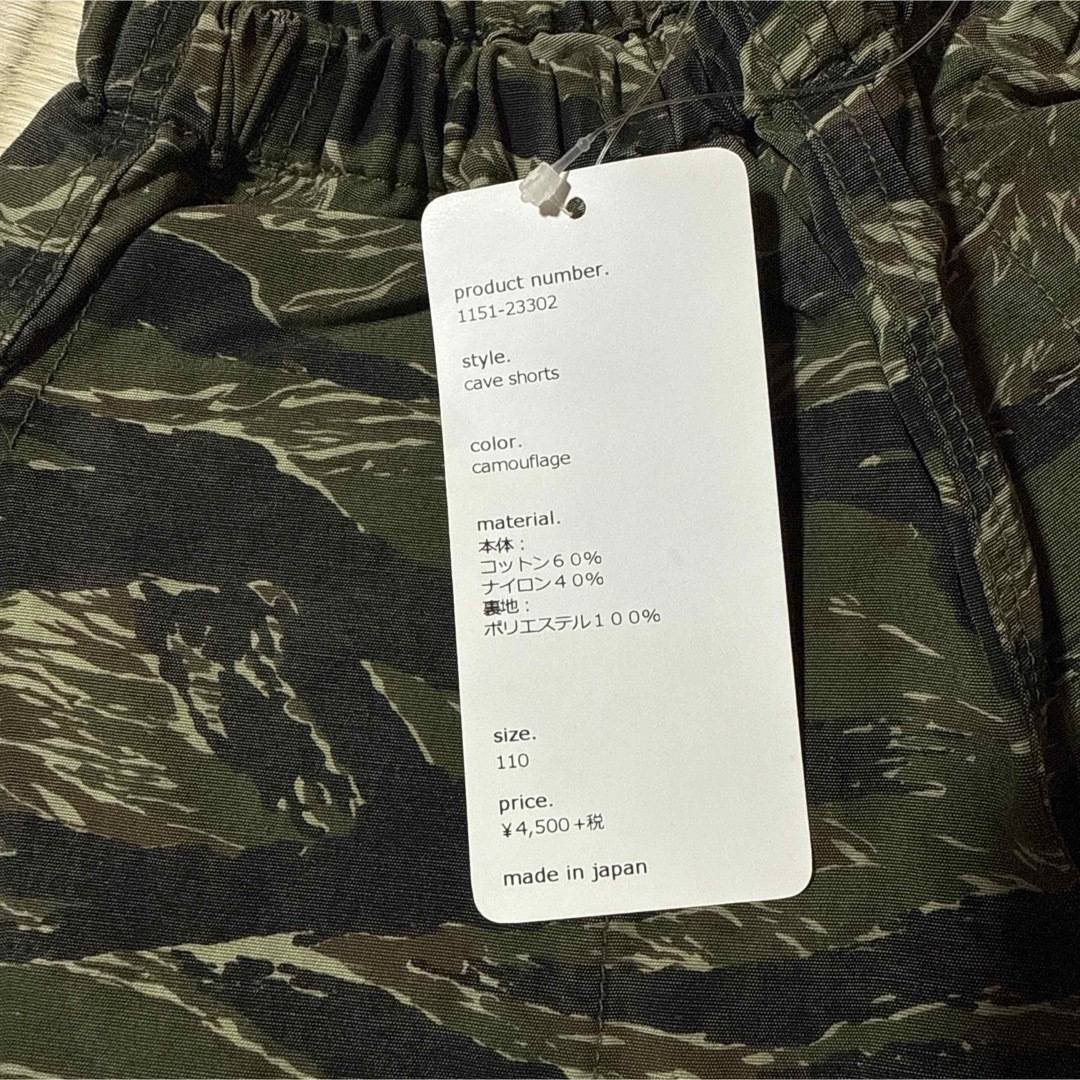 product number.
1151-23302
style.
cave shorts
color.
camouflage
material.
本体：
コットン６０％
ナイロン４０％
裏地：
ポリエステル１００％
size.
110
price.
¥4,500+税
made in japan